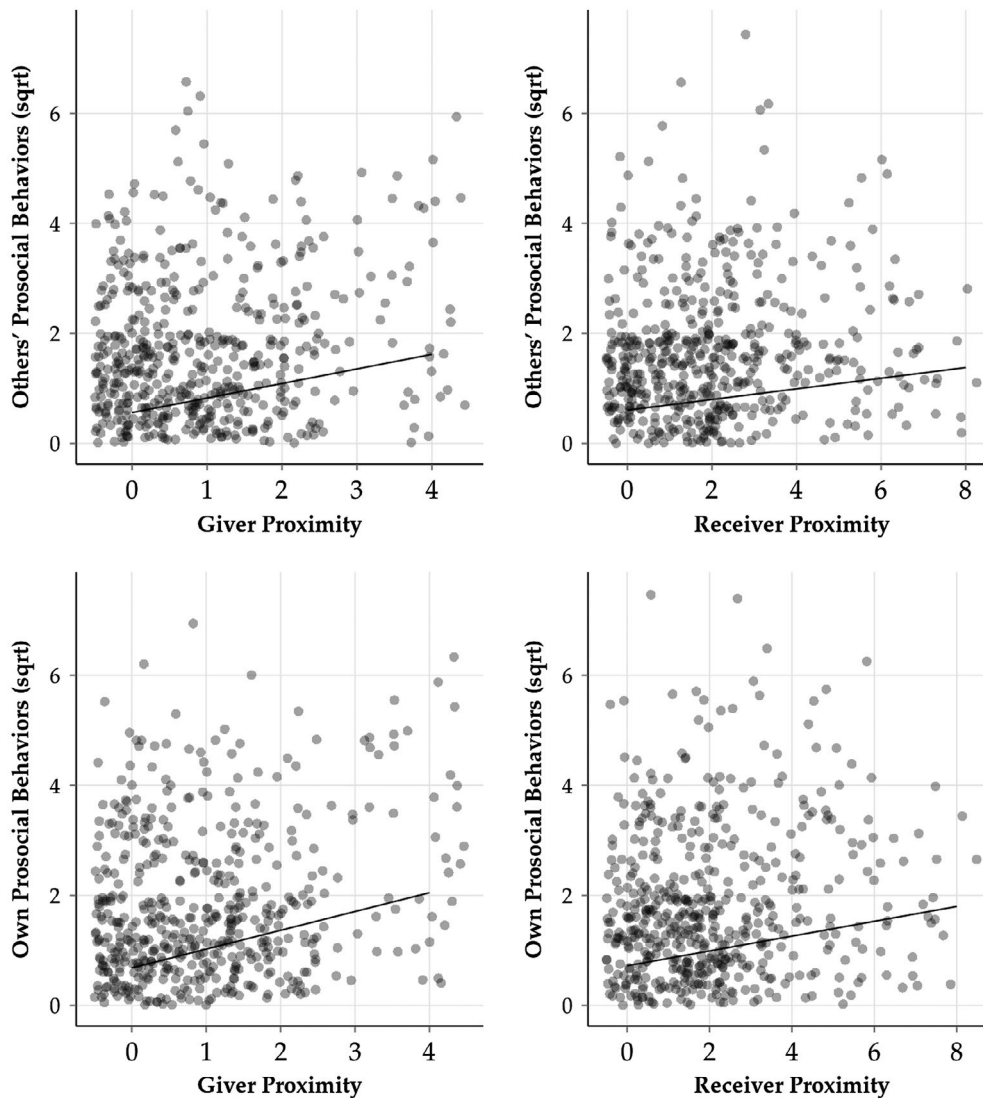 Others’ Prosocial Behaviors (sqrt)
6
4
2
0
0 1 2 3 4
Giver Proximity
Others’ Prosocial Behaviors (sqrt)
6
4
2
0
0 2 4 6 8
Receiver Proximity
Own Prosocial Behaviors (sqrt)
6
4
2
0
0 1 2 3 4
Giver Proximity
Own Prosocial Behaviors (sqrt)
6
4
2
0
0 2 4 6 8
Receiver Proximity